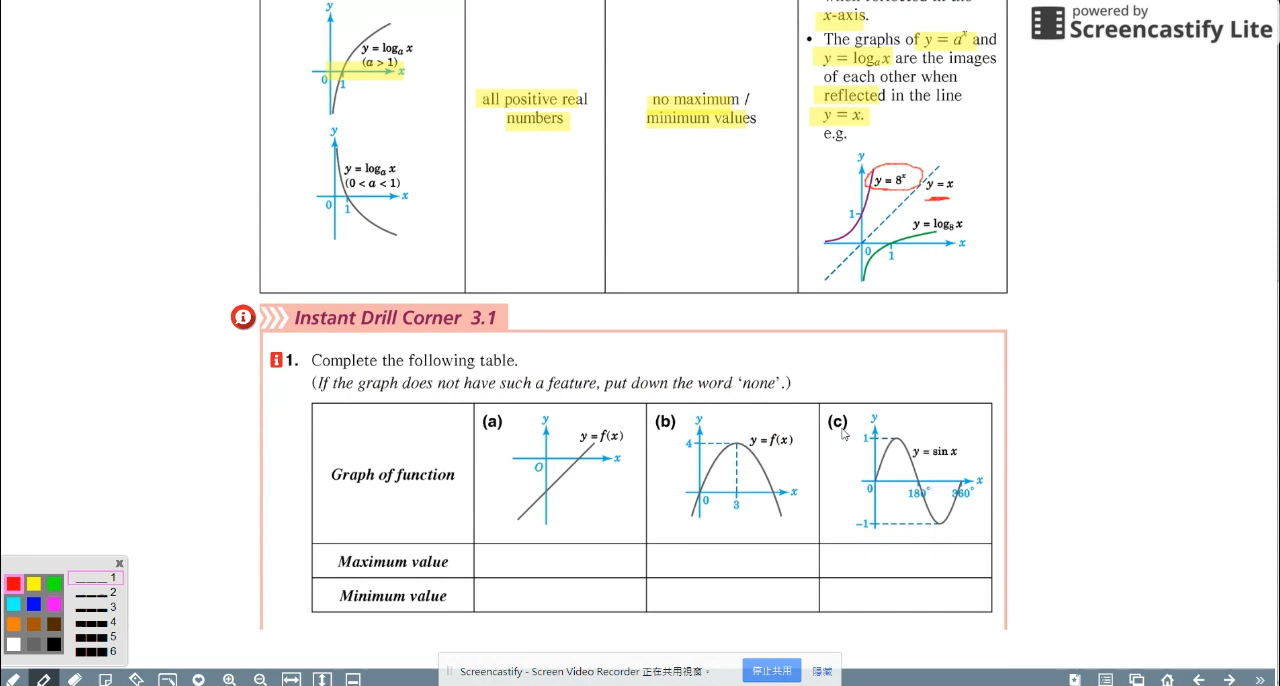 when reflected in the
x-axis.
• The graphs of y = aˣ and
y = logₐx are the images
of each other when
reflected in the line
y = x.
e.g.
y
y = logₐ x
(a > 1)
x
0
1
y
y = logₐ x
(0 < a < 1)
x
0
1
all positive real
numbers
no maximum /
minimum values
y
y = 8ˣ
y = x
1
y = log₈ x
x
0
1
powered by
Screencastify Lite
i
Instant Drill Corner 3.1
i 1. Complete the following table.
(If the graph does not have such a feature, put down the word ‘none’.)
Graph of function
(a)
y
y = f(x)
x
O
(b)
y
4
y = f(x)
x
0
3
(c)
y
1
y = sin x
x
0
180°
360°
−1
Maximum value
Minimum value
x
1
2
3
4
5
6
Screencastify - Screen Video Recorder 正在共用視窗。
停止共用
隱藏